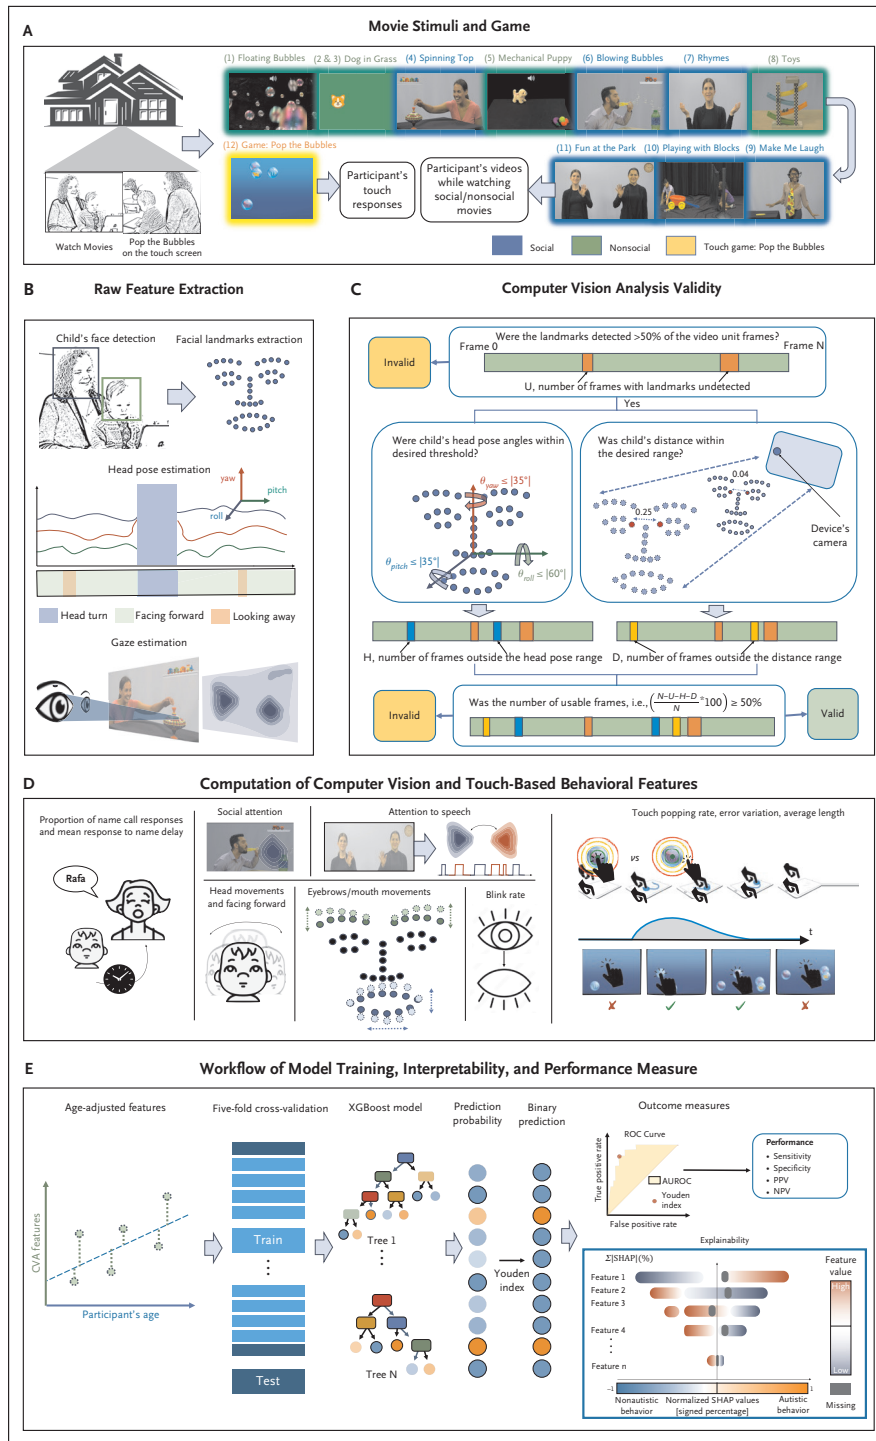 A
Movie Stimuli and Game
(1) Floating Bubbles
(2 & 3) Dog in Grass
(4) Spinning Top
(5) Mechanical Puppy
(6) Blowing Bubbles
(7) Rhymes
(8) Toys
(12) Game: Pop the Bubbles
Participant's
touch
responses
Participant's videos
while watching
social/nonsocial
movies
(11) Fun at the Park
(10) Playing with Blocks
(9) Make Me Laugh
Watch Movies
Pop the Bubbles
on the touch screen
Social
Nonsocial
Touch game: Pop the Bubbles
B
Raw Feature Extraction
Child's face detection
Facial landmarks extraction
Head pose estimation
yaw
pitch
roll
Head turn
Facing forward
Looking away
Gaze estimation
C
Computer Vision Analysis Validity
Were the landmarks detected >50% of the video unit frames?
Frame 0
Frame N
Invalid
U, number of frames with landmarks undetected
Yes
Were child's head pose angles within
desired threshold?
θyaw ≤ |35°|
θpitch ≤ |35°|
θroll ≤ |60°|
Was child's distance within
the desired range?
0.04
0.25
Device's
camera
H, number of frames outside the head pose range
D, number of frames outside the distance range
Was the number of usable frames, i.e., (N–U–H–D/N *100) ≥ 50%
Invalid
Valid
D
Computation of Computer Vision and Touch-Based Behavioral Features
Proportion of name call responses
and mean response to name delay
Rafa
Social attention
Attention to speech
Head movements
and facing forward
Eyebrows/mouth movements
Blink rate
Touch popping rate, error variation, average length
vs
t
✘
✓
✓
✘
E
Workflow of Model Training, Interpretability, and Performance Measure
Age-adjusted features
CVA features
Participant's age
Five-fold cross-validation
Train
Test
XGBoost model
Tree 1
Tree N
Prediction
probability
Youden
index
Binary
prediction
Outcome measures
ROC Curve
True positive rate
False positive rate
AUROC
Youden
index
Performance
• Sensitivity
• Specificity
• PPV
• NPV
Explainability
Σ|SHAP|(%)
Feature 1
Feature 2
Feature 3
Feature 4
Feature n
Feature
value
High
Low
Missing
–1
1
Nonautistic
behavior
Normalized SHAP values
[signed percentage]
Autistic
behavior